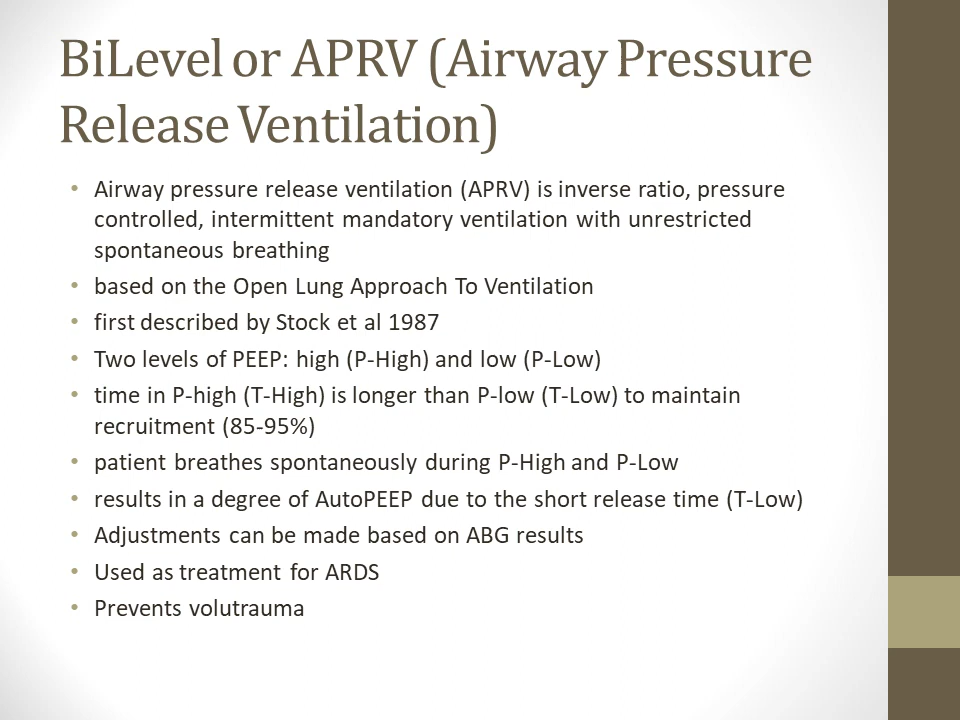 BiLevel or APRV (Airway Pressure
Release Ventilation)
• Airway pressure release ventilation (APRV) is inverse ratio, pressure
controlled, intermittent mandatory ventilation with unrestricted
spontaneous breathing
• based on the Open Lung Approach To Ventilation
• first described by Stock et al 1987
• Two levels of PEEP: high (P-High) and low (P-Low)
• time in P-high (T-High) is longer than P-low (T-Low) to maintain
recruitment (85-95%)
• patient breathes spontaneously during P-High and P-Low
• results in a degree of AutoPEEP due to the short release time (T-Low)
• Adjustments can be made based on ABG results
• Used as treatment for ARDS
• Prevents volutrauma